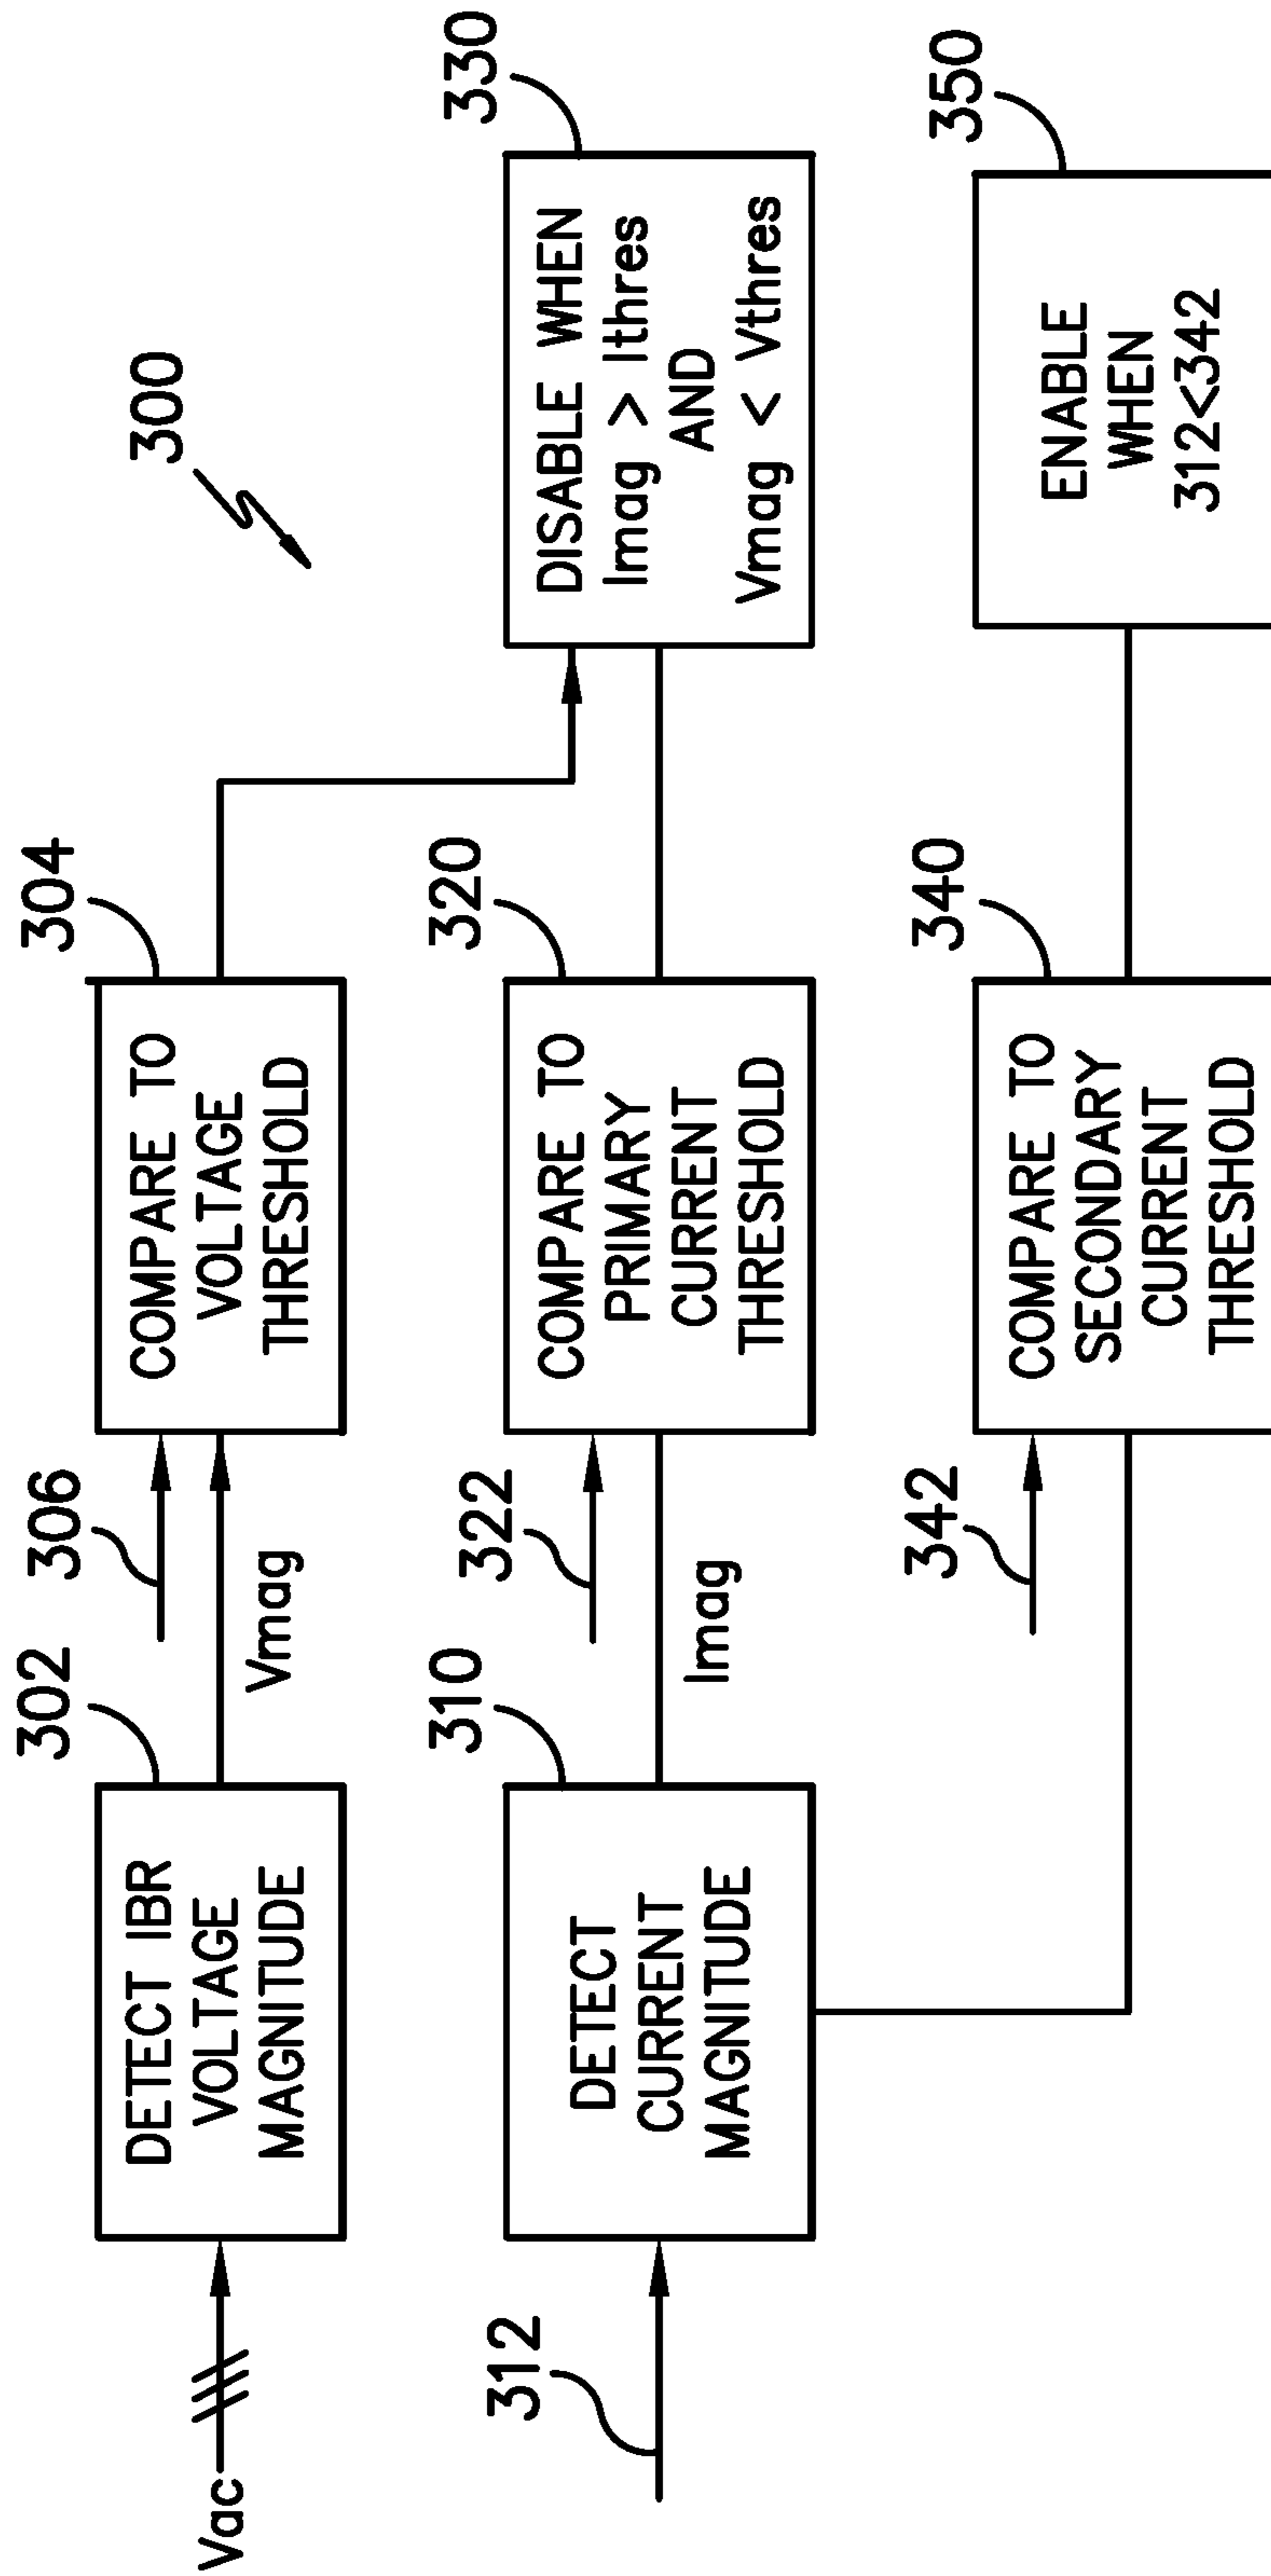 300
302
304
306
Vac
DETECT IBR
VOLTAGE
MAGNITUDE
Vmag
COMPARE TO
VOLTAGE
THRESHOLD
310
312
320
322
330
DETECT
CURRENT
MAGNITUDE
Imag
COMPARE TO
PRIMARY
CURRENT
THRESHOLD
DISABLE WHEN
Imag > Ithres
AND
Vmag < Vthres
342
340
350
COMPARE TO
SECONDARY
CURRENT
THRESHOLD
ENABLE
WHEN
312<342